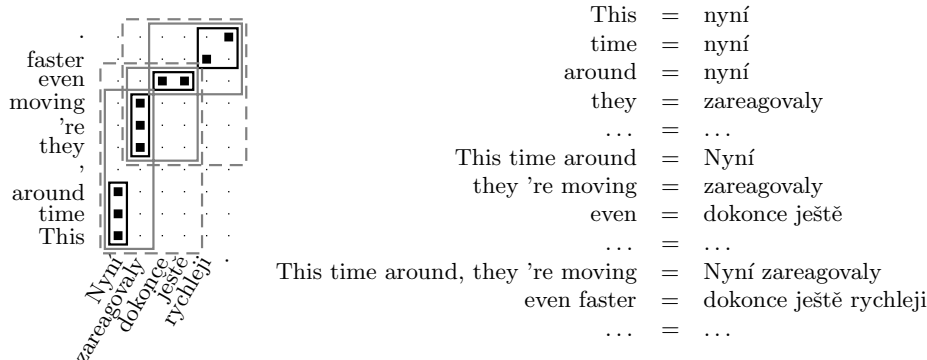 .
faster
even
moving
're
they
,
around
time
This
Nyní
zareagovaly
dokonce
ještě
rychleji
.
This = nyní
time = nyní
around = nyní
they = zareagovaly
... = ...
This time around = Nyní
they 're moving = zareagovaly
even = dokonce ještě
... = ...
This time around, they 're moving = Nyní zareagovaly
even faster = dokonce ještě rychleji
... = ...